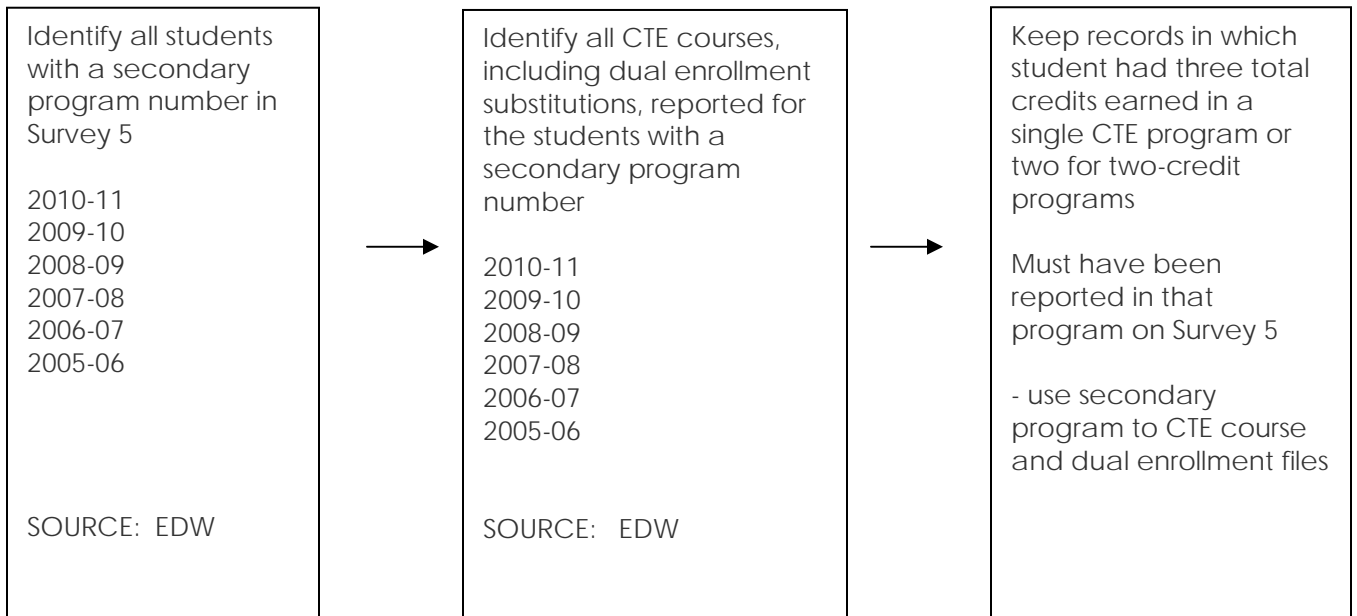 Identify all students
with a secondary
program number in
Survey 5
2010-11
2009-10
2008-09
2007-08
2006-07
2005-06
SOURCE: EDW
Identify all CTE courses,
including dual enrollment
substitutions, reported for
the students with a
secondary program
number
2010-11
2009-10
2008-09
2007-08
2006-07
2005-06
SOURCE: EDW
Keep records in which
student had three total
credits earned in a
single CTE program or
two for two-credit
programs
Must have been
reported in that
program on Survey 5
- use secondary
program to CTE course
and dual enrollment files